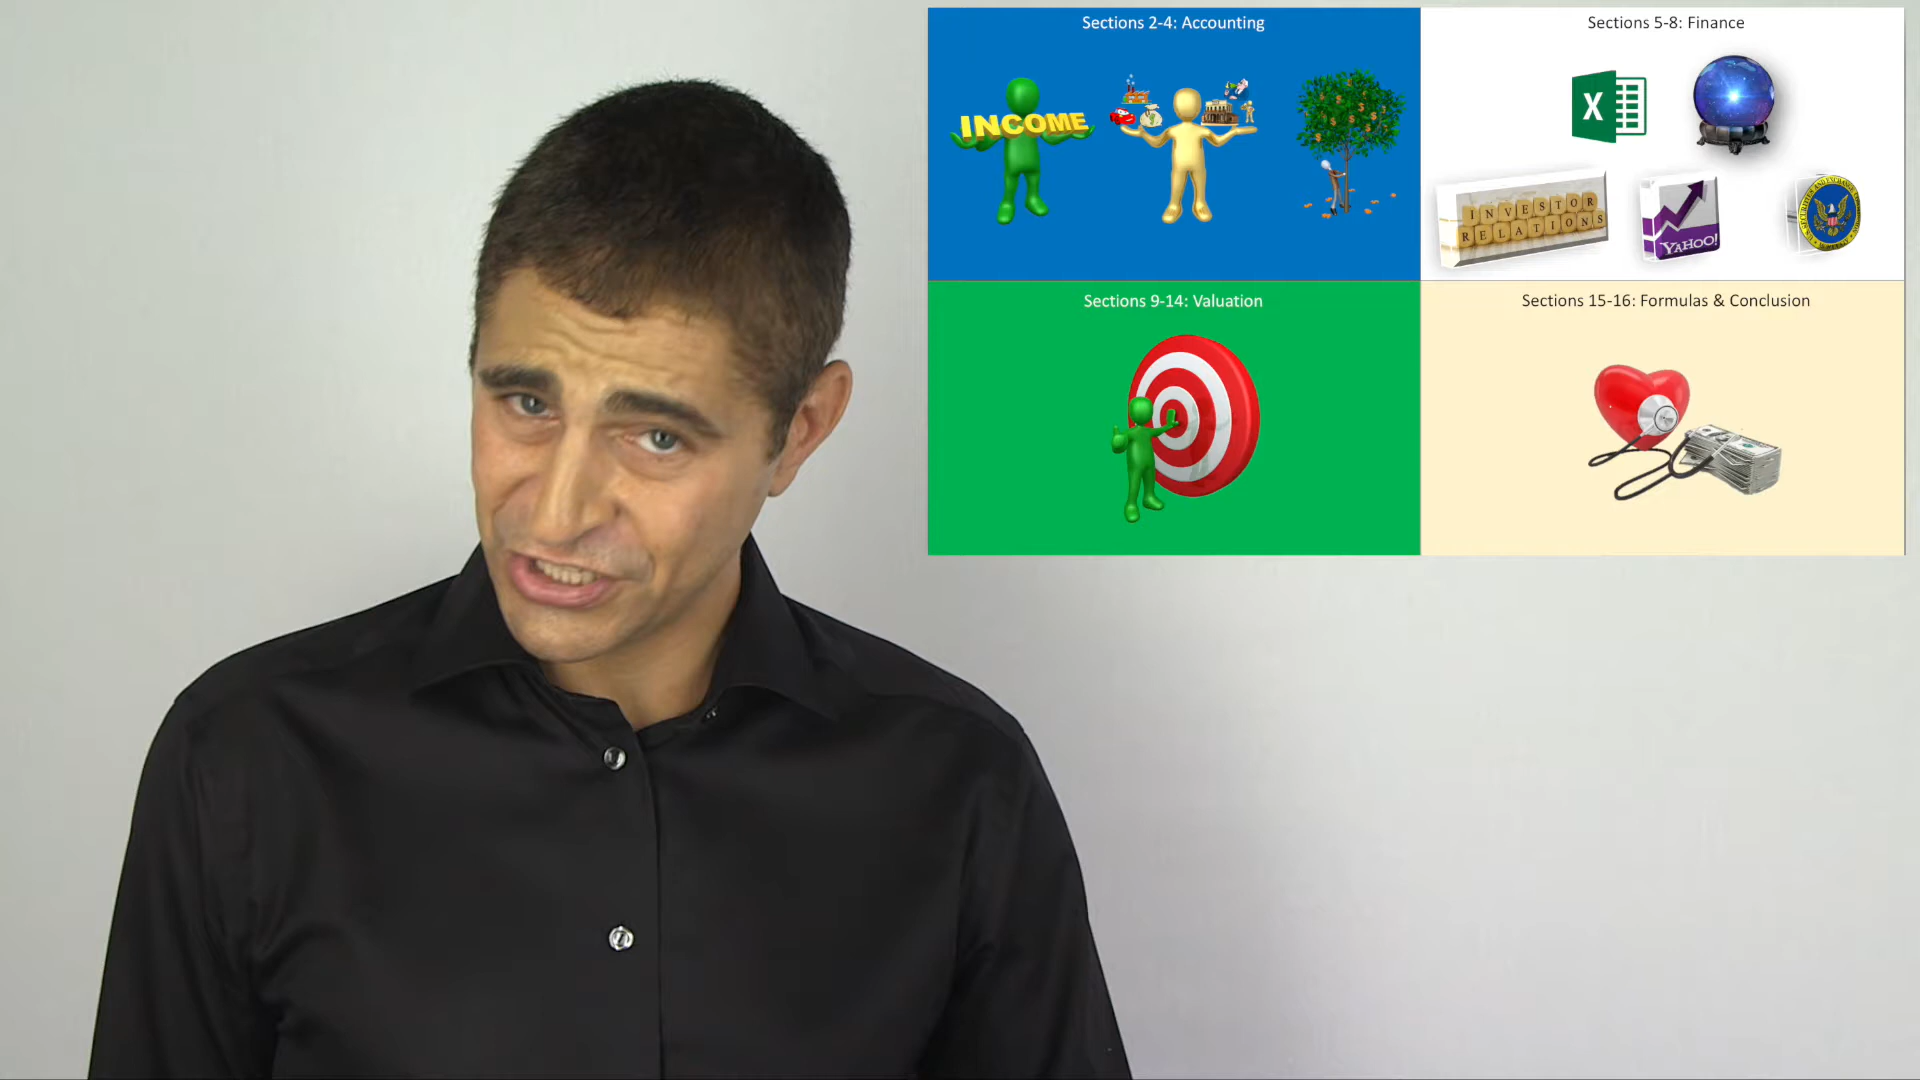 Sections 2-4: Accounting
Sections 5-8: Finance
INCOME
X
INVESTOR
RELATIONS
YAHOO!
Sections 9-14: Valuation
Sections 15-16: Formulas & Conclusion